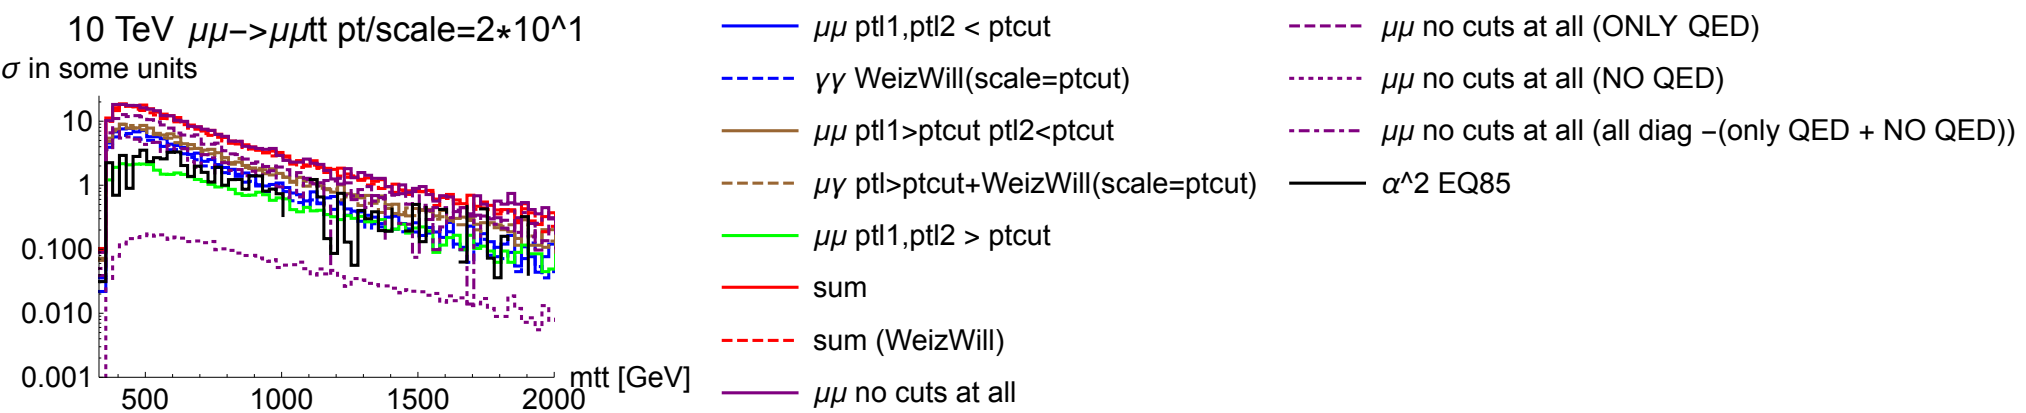 10 TeV μμ−>μμtt pt/scale=2*10^1
σ in some units
10
1
0.100
0.010
0.001
500
1000
1500
2000
mtt [GeV]
μμ ptl1,ptl2 < ptcut
γγ WeizWill(scale=ptcut)
μμ ptl1>ptcut ptl2<ptcut
μγ ptl>ptcut+WeizWill(scale=ptcut)
μμ ptl1,ptl2 > ptcut
sum
sum (WeizWill)
μμ no cuts at all
μμ no cuts at all (ONLY QED)
μμ no cuts at all (NO QED)
μμ no cuts at all (all diag −(only QED + NO QED))
α^2 EQ85